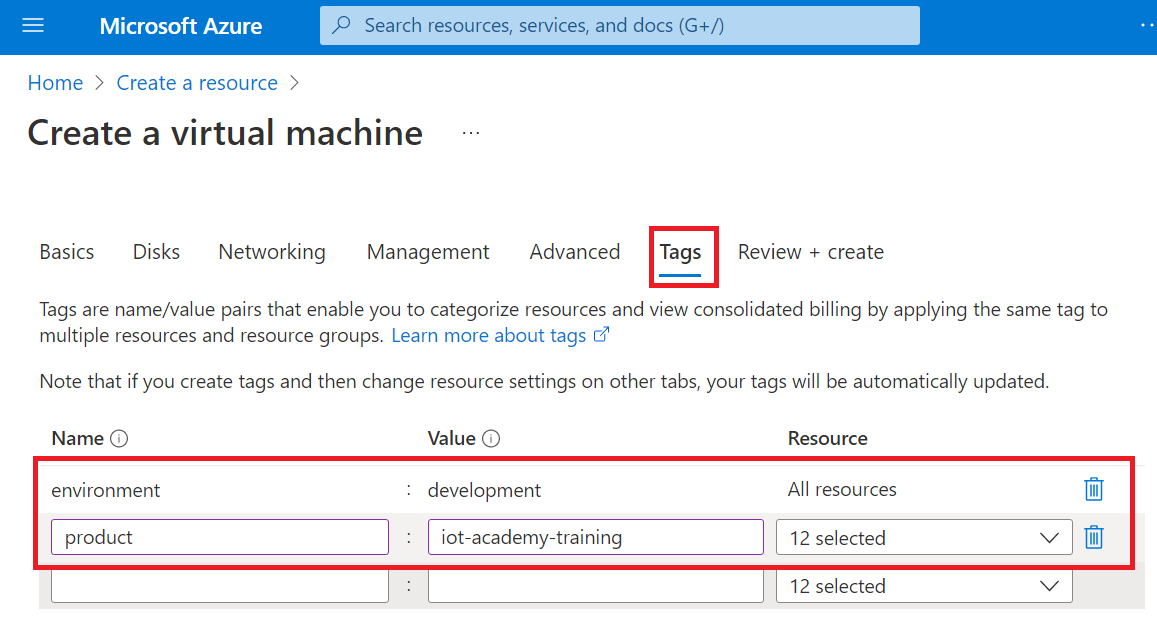 Microsoft Azure
Search resources, services, and docs (G+/)
Home > Create a resource >
Create a virtual machine ...
Basics Disks Networking Management Advanced Tags Review + create
Tags are name/value pairs that enable you to categorize resources and view consolidated billing by applying the same tag to
multiple resources and resource groups. Learn more about tags
Note that if you create tags and then change resource settings on other tabs, your tags will be automatically updated.
Name Value Resource
environment : development All resources
product : iot-academy-training 12 selected
: 12 selected